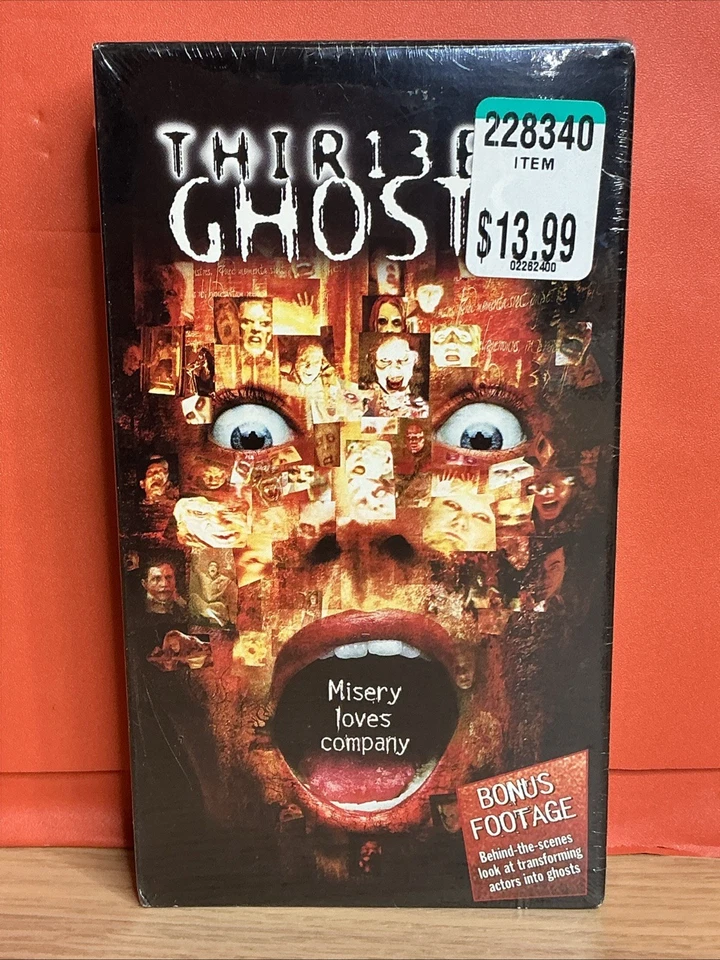 THIR13E
GHOST
228340
ITEM
$13.99
02262400
Misery
loves
company
BONUS
FOOTAGE
Behind-the-scenes
look at transforming
actors into ghosts